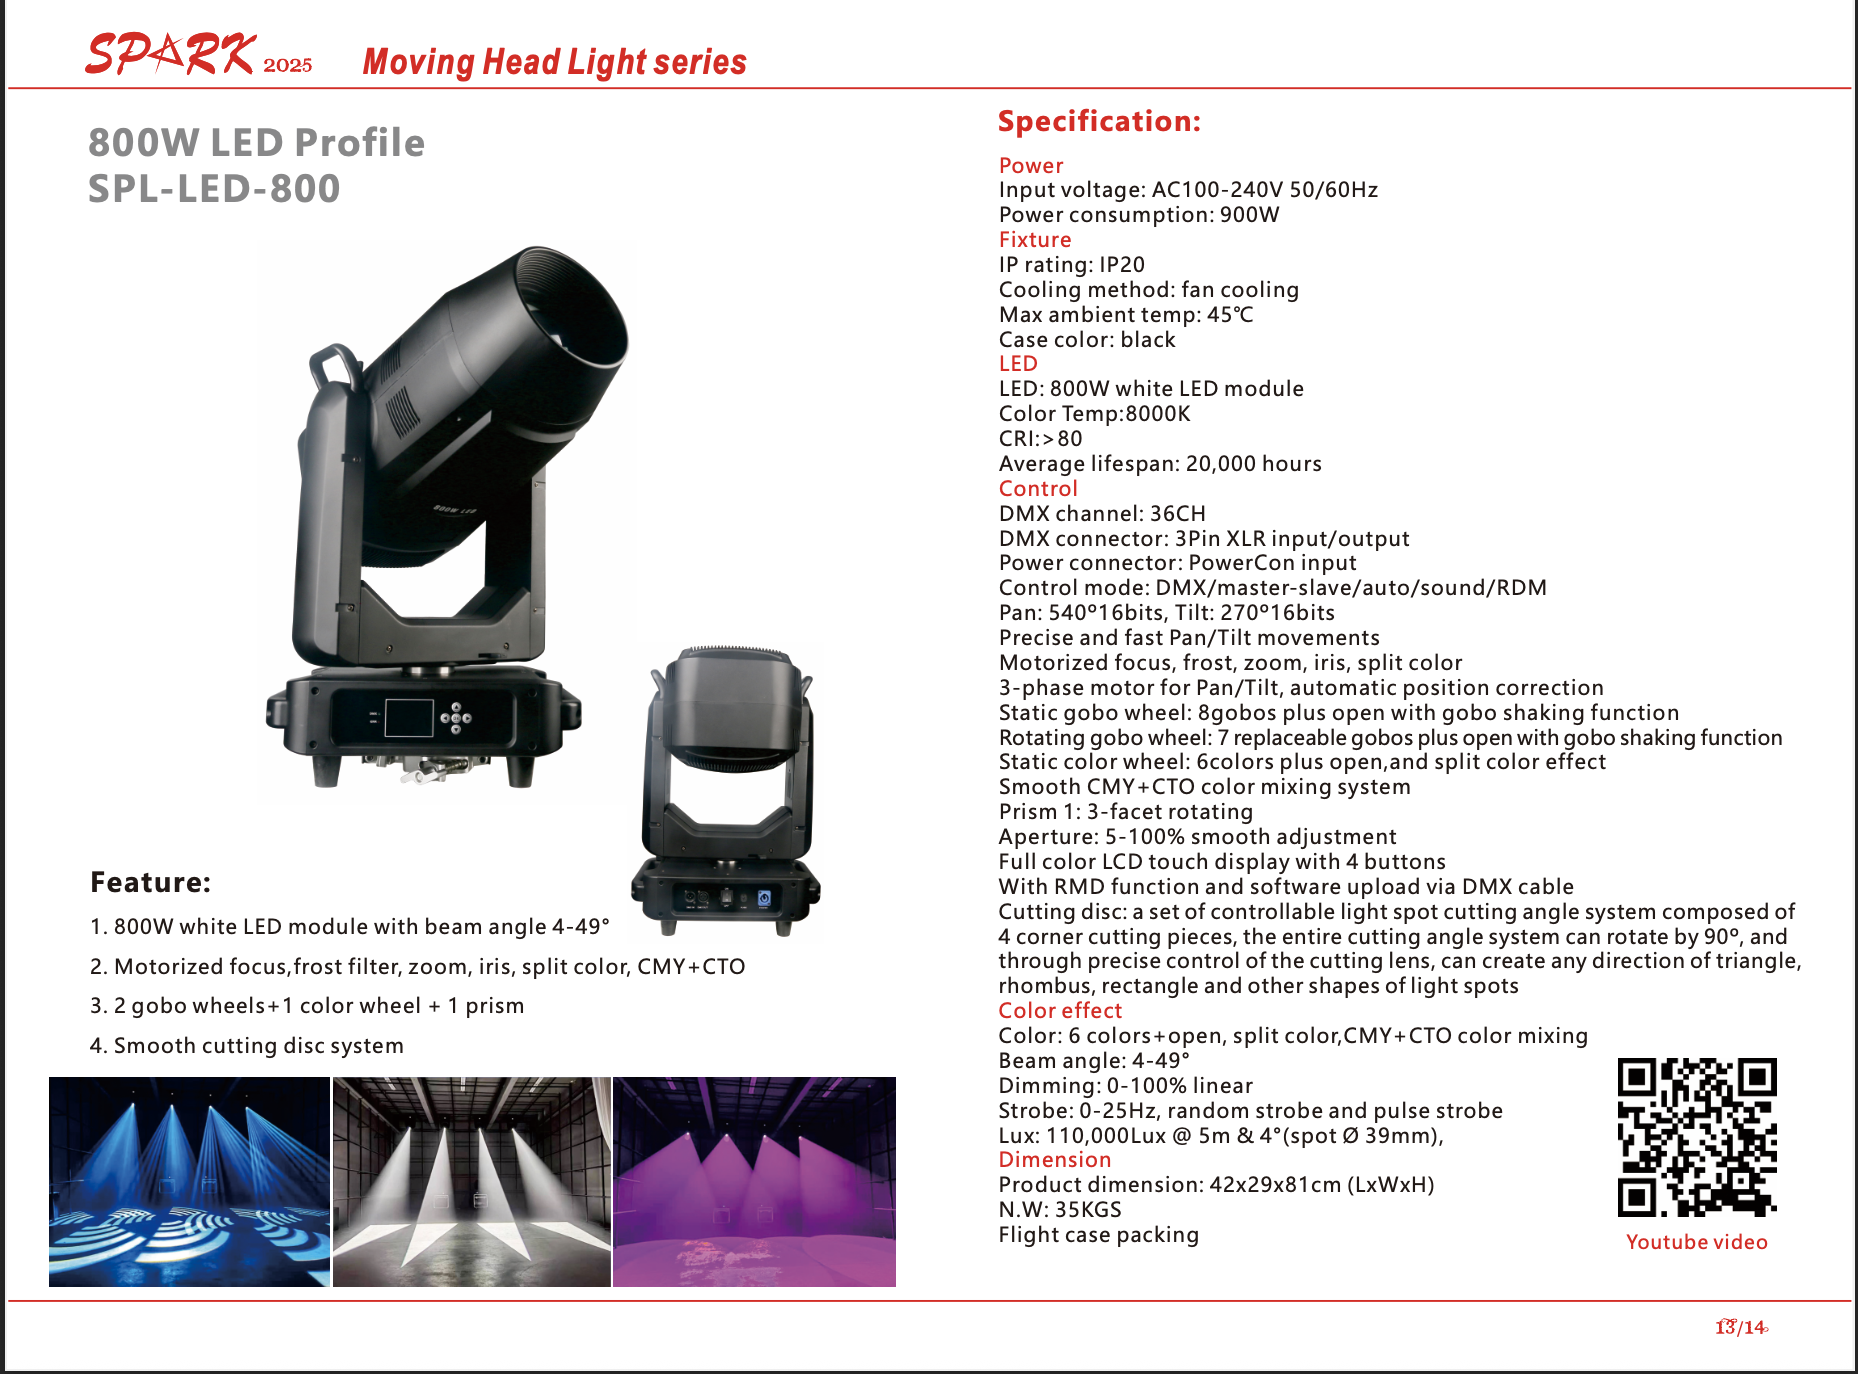 SPARK 2025
Moving Head Light series
800W LED Profile
SPL-LED-800
800W LED
Feature:
1. 800W white LED module with beam angle 4-49°
2. Motorized focus,frost filter, zoom, iris, split color, CMY+CTO
3. 2 gobo wheels+1 color wheel + 1 prism
4. Smooth cutting disc system
Specification:
Power
Input voltage: AC100-240V 50/60Hz
Power consumption: 900W
Fixture
IP rating: IP20
Cooling method: fan cooling
Max ambient temp: 45℃
Case color: black
LED
LED: 800W white LED module
Color Temp:8000K
CRI:>80
Average lifespan: 20,000 hours
Control
DMX channel: 36CH
DMX connector: 3Pin XLR input/output
Power connector: PowerCon input
Control mode: DMX/master-slave/auto/sound/RDM
Pan: 540º16bits, Tilt: 270º16bits
Precise and fast Pan/Tilt movements
Motorized focus, frost, zoom, iris, split color
3-phase motor for Pan/Tilt, automatic position correction
Static gobo wheel: 8gobos plus open with gobo shaking function
Rotating gobo wheel: 7 replaceable gobos plus open with gobo shaking function
Static color wheel: 6colors plus open,and split color effect
Smooth CMY+CTO color mixing system
Prism 1: 3-facet rotating
Aperture: 5-100% smooth adjustment
Full color LCD touch display with 4 buttons
With RMD function and software upload via DMX cable
Cutting disc: a set of controllable light spot cutting angle system composed of
4 corner cutting pieces, the entire cutting angle system can rotate by 90º, and
through precise control of the cutting lens, can create any direction of triangle,
rhombus, rectangle and other shapes of light spots
Color effect
Color: 6 colors+open, split color,CMY+CTO color mixing
Beam angle: 4-49°
Dimming: 0-100% linear
Strobe: 0-25Hz, random strobe and pulse strobe
Lux: 110,000Lux @ 5m & 4°(spot Ø 39mm),
Dimension
Product dimension: 42x29x81cm (LxWxH)
N.W: 35KGS
Flight case packing
Youtube video
13/14